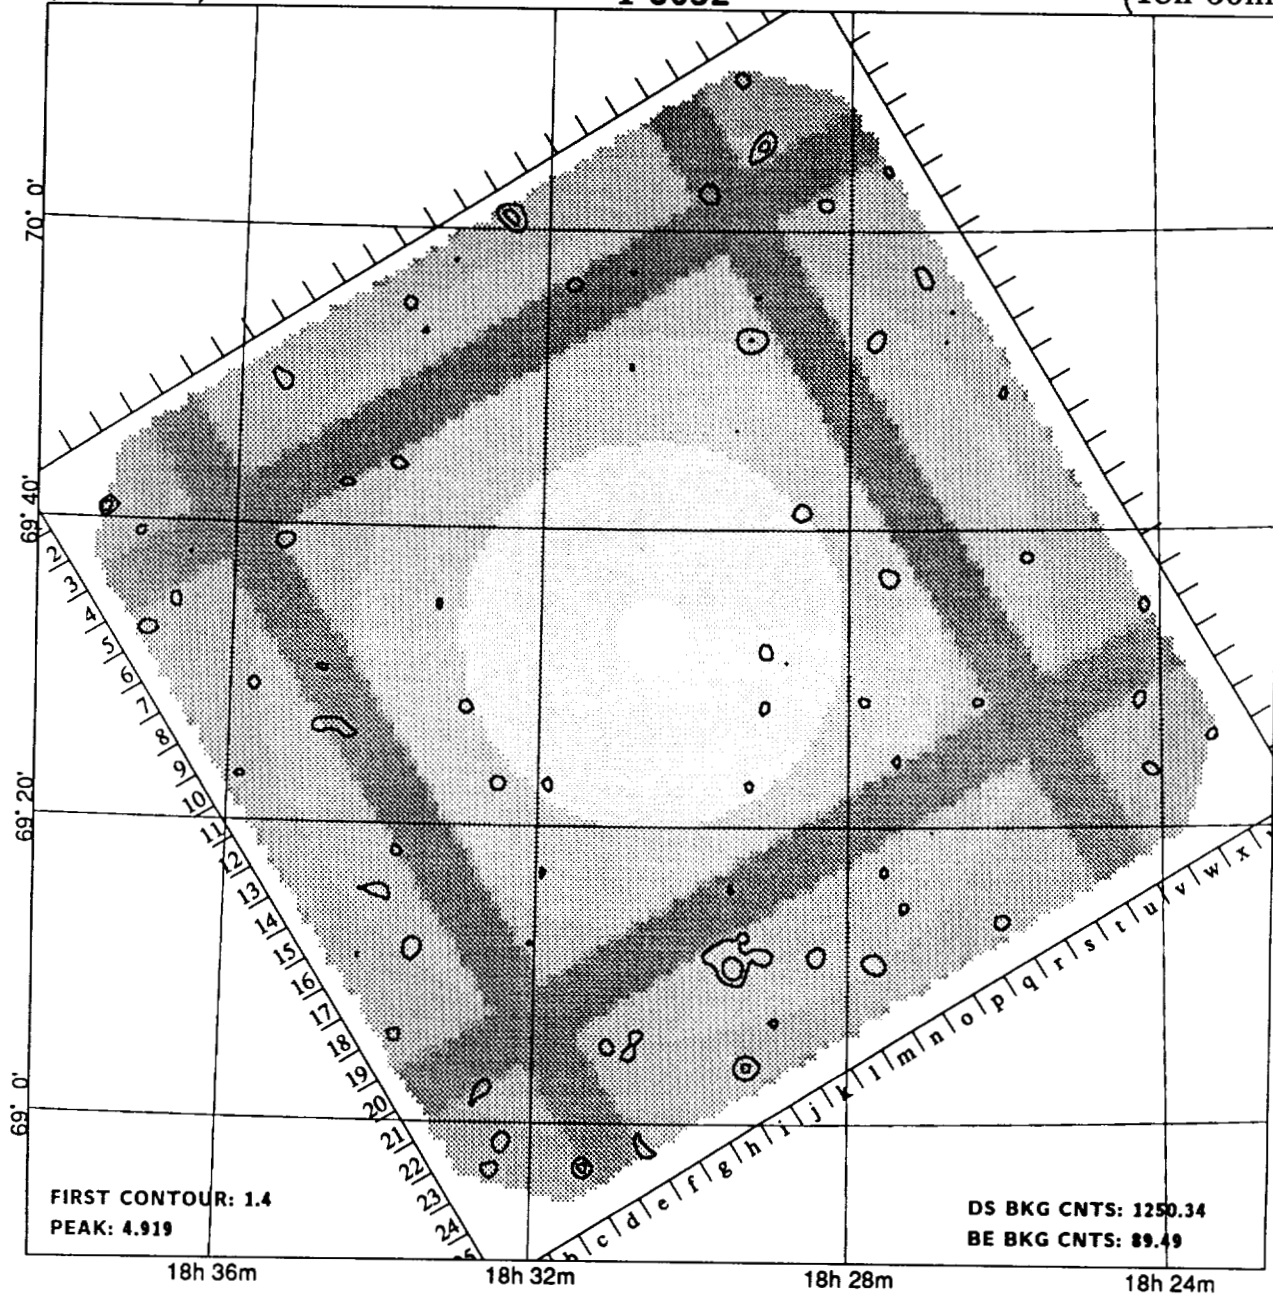 70° 0'
69° 40'
69° 20'
69° 0'
2
3
4
5
6
7
8
9
10
11
12
13
14
15
16
17
18
19
20
21
22
23
24
c
d
e
f
g
h
i
j
k
l
m
n
o
p
q
r
s
t
u
v
w
x
FIRST CONTOUR: 1.4
PEAK: 4.919
DS BKG CNTS: 1250.34
BE BKG CNTS: 89.49
18h 36m
18h 32m
18h 28m
18h 24m